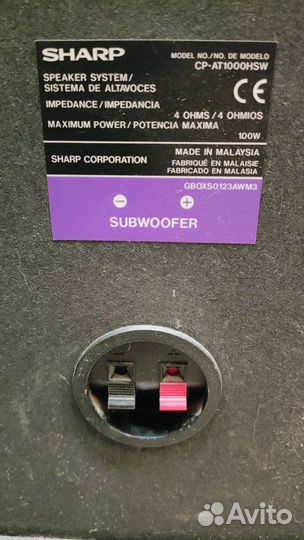 SHARP
MODEL NO./NO. DE MODELO
CP-AT1000HSW
SPEAKER SYSTEM/
SISTEMA DE ALTAVOCES
CE
IMPEDANCE/IMPEDANCIA
4 OHMS/4 OHMIOS
MAXIMUM POWER/POTENCIA MAXIMA
100W
SHARP CORPORATION
MADE IN MALAYSIA
FABRIQUÉ EN MALAISIE
FABRICADO EN MALASIA
GBOXS0123AWM3
− +
SUBWOOFER
− +
Avito